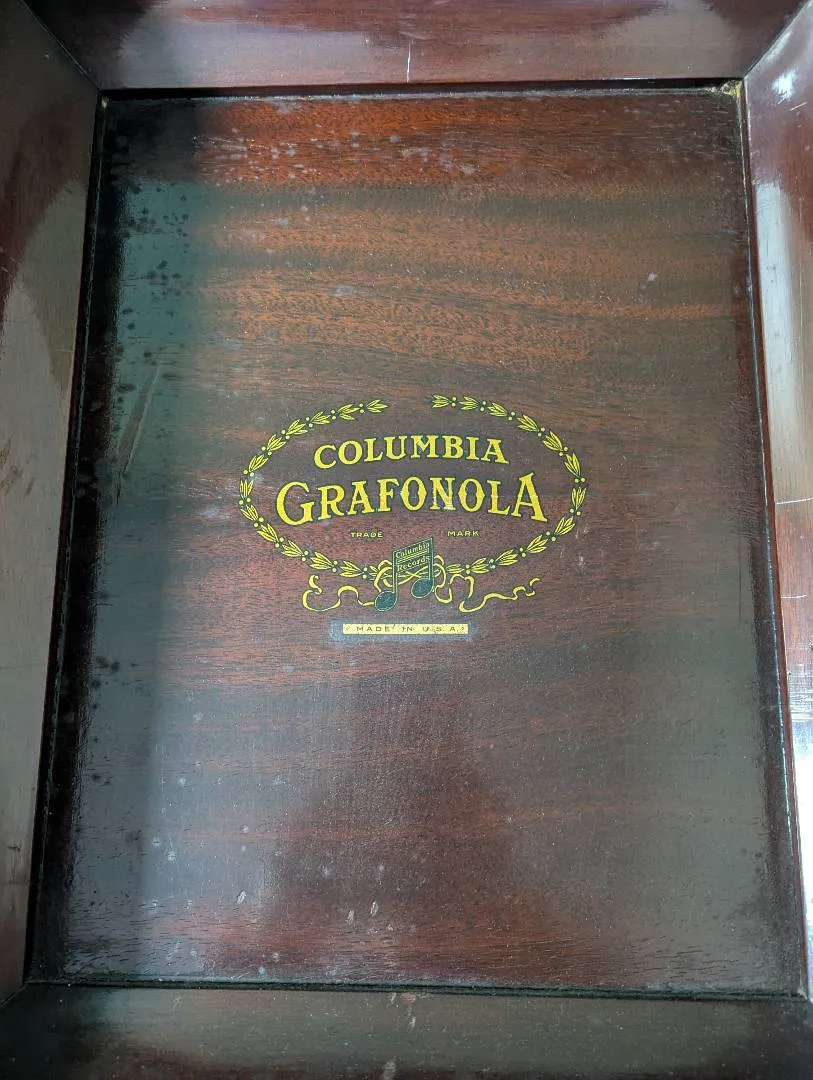 COLUMBIA
GRAFONOLA
TRADE MARK
Columbia
Records
MADE IN U.S.A.